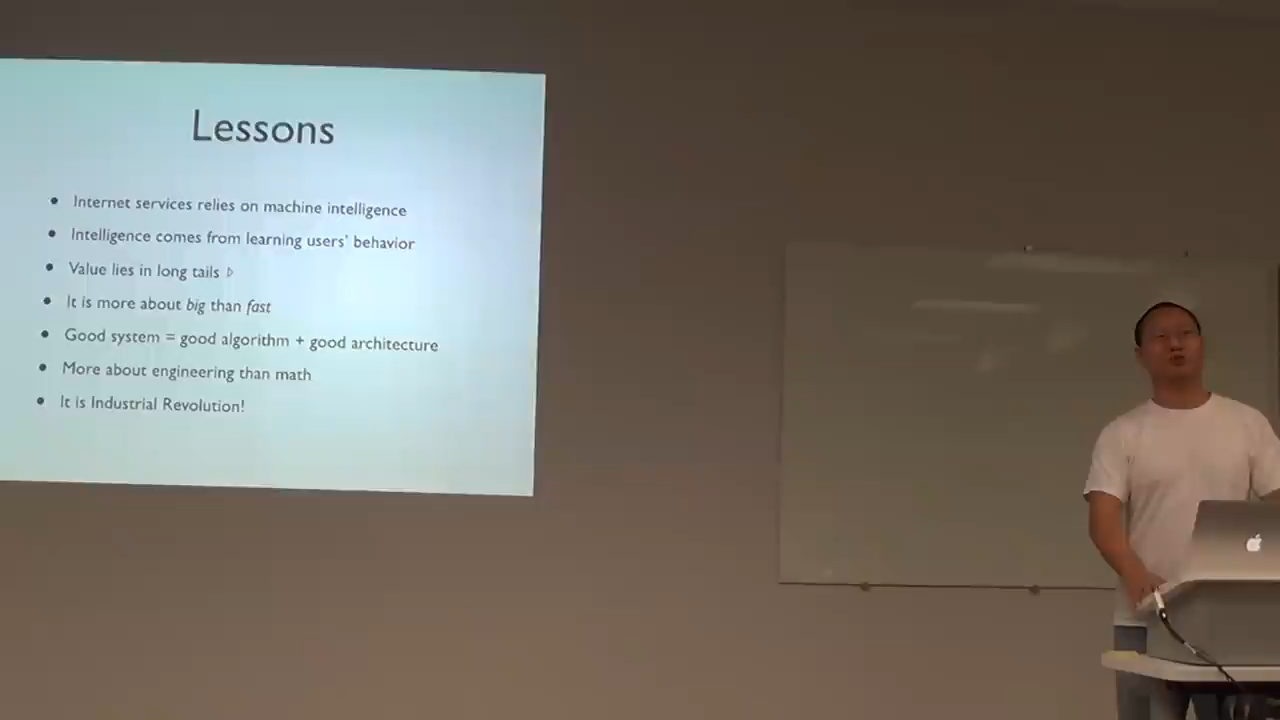 Lessons
• Internet services relies on machine intelligence
• Intelligence comes from learning users' behavior
• Value lies in long tails
• It is more about big than fast
• Good system = good algorithm + good architecture
• More about engineering than math
• It is Industrial Revolution!